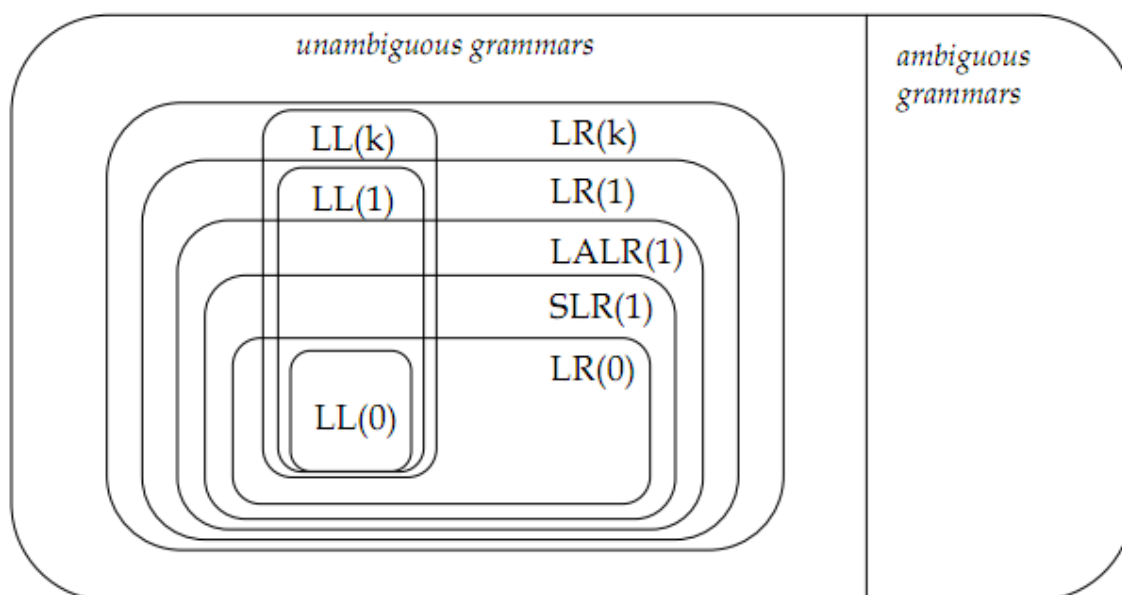 unambiguous grammars
ambiguous
grammars
LL(k)
LR(k)
LL(1)
LR(1)
LALR(1)
SLR(1)
LR(0)
LL(0)